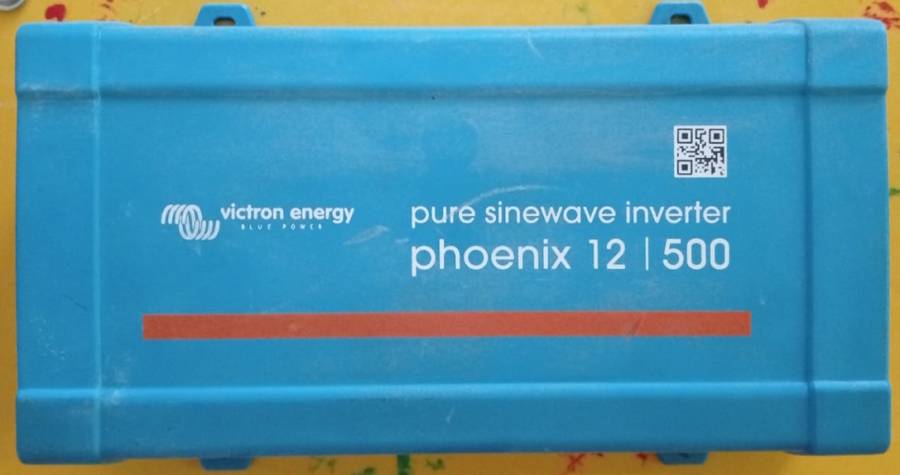 victron energy
BLUE POWER
pure sinewave inverter
phoenix 12 | 500